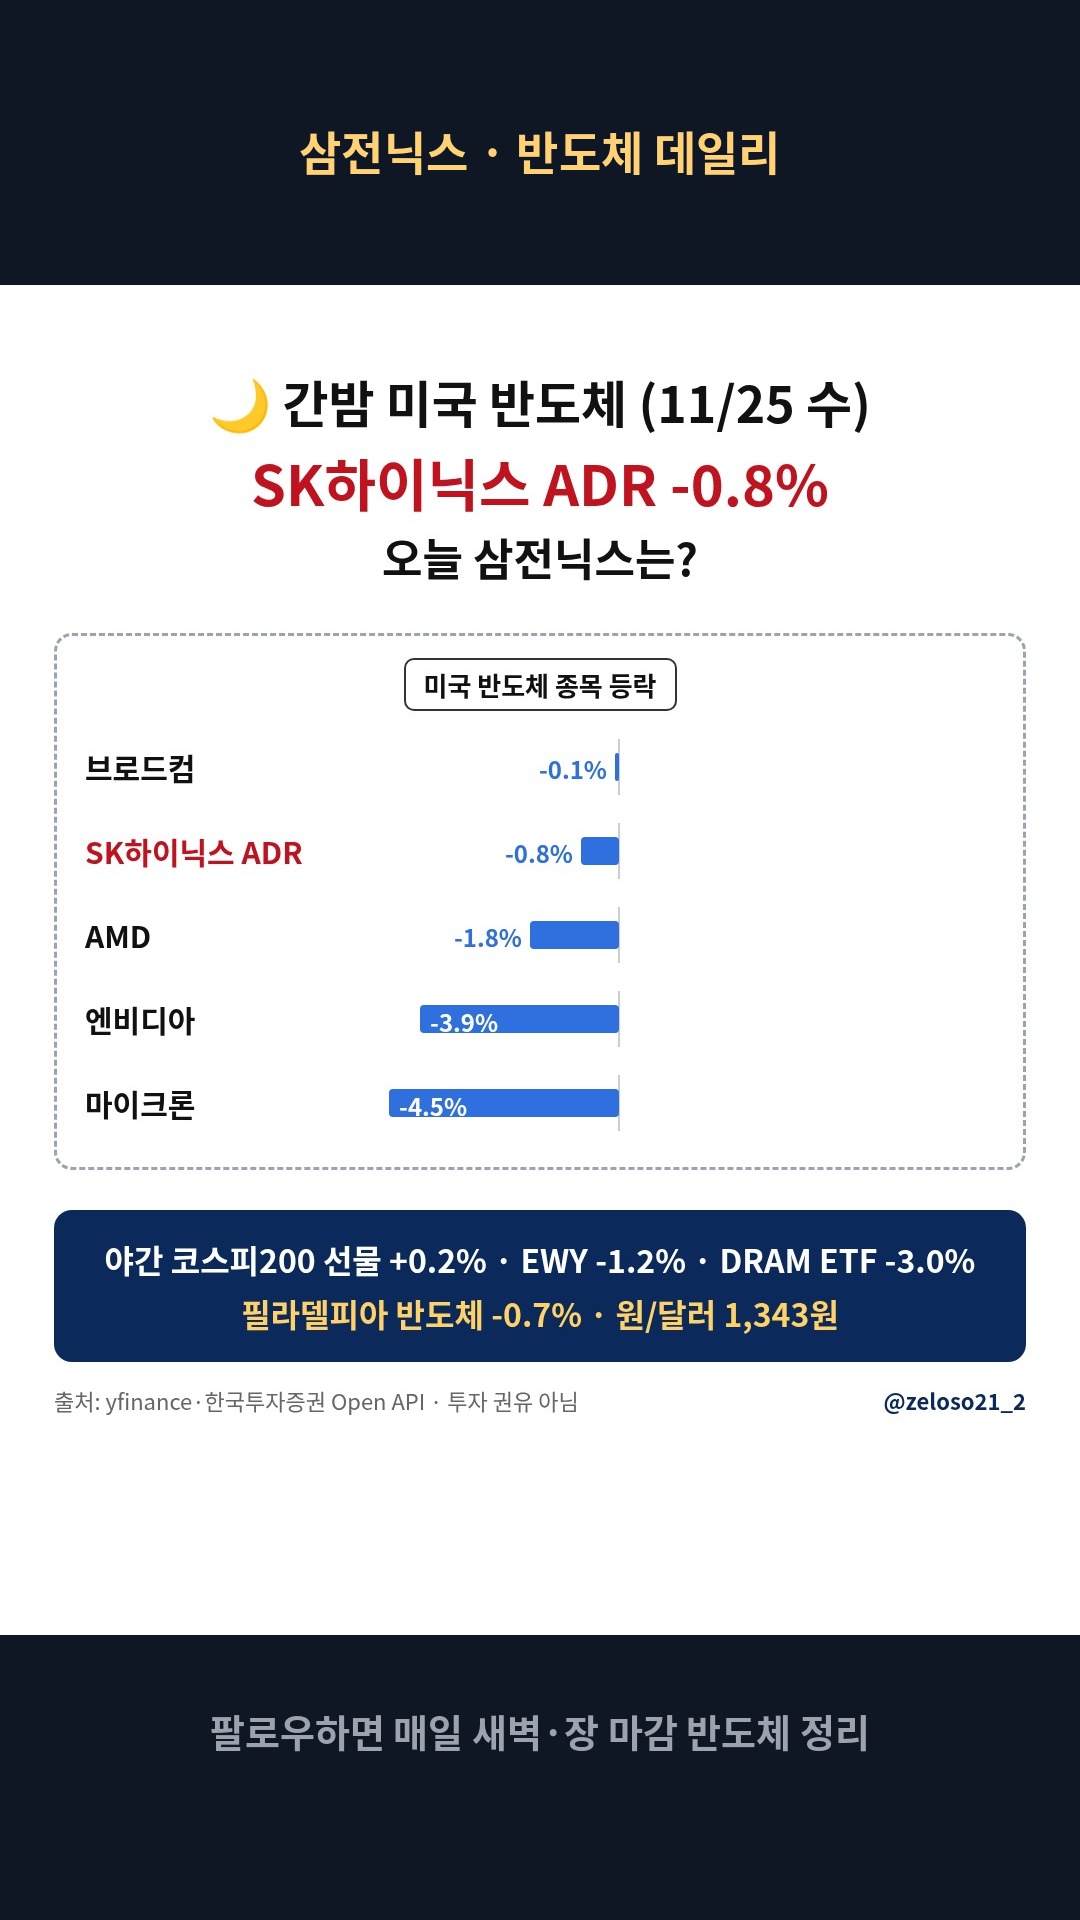 삼전닉스 · 반도체 데일리
🌙 간밤 미국 반도체 (11/25 수)
SK하이닉스 ADR -0.8%
오늘 삼전닉스는?
미국 반도체 종목 등락
브로드컴 -0.1%
SK하이닉스 ADR -0.8%
AMD -1.8%
엔비디아 -3.9%
마이크론 -4.5%
야간 코스피200 선물 +0.2% · EWY -1.2% · DRAM ETF -3.0%
필라델피아 반도체 -0.7% · 원/달러 1,343원
출처: yfinance·한국투자증권 Open API · 투자 권유 아님 @zeloso21_2
팔로우하면 매일 새벽·장 마감 반도체 정리